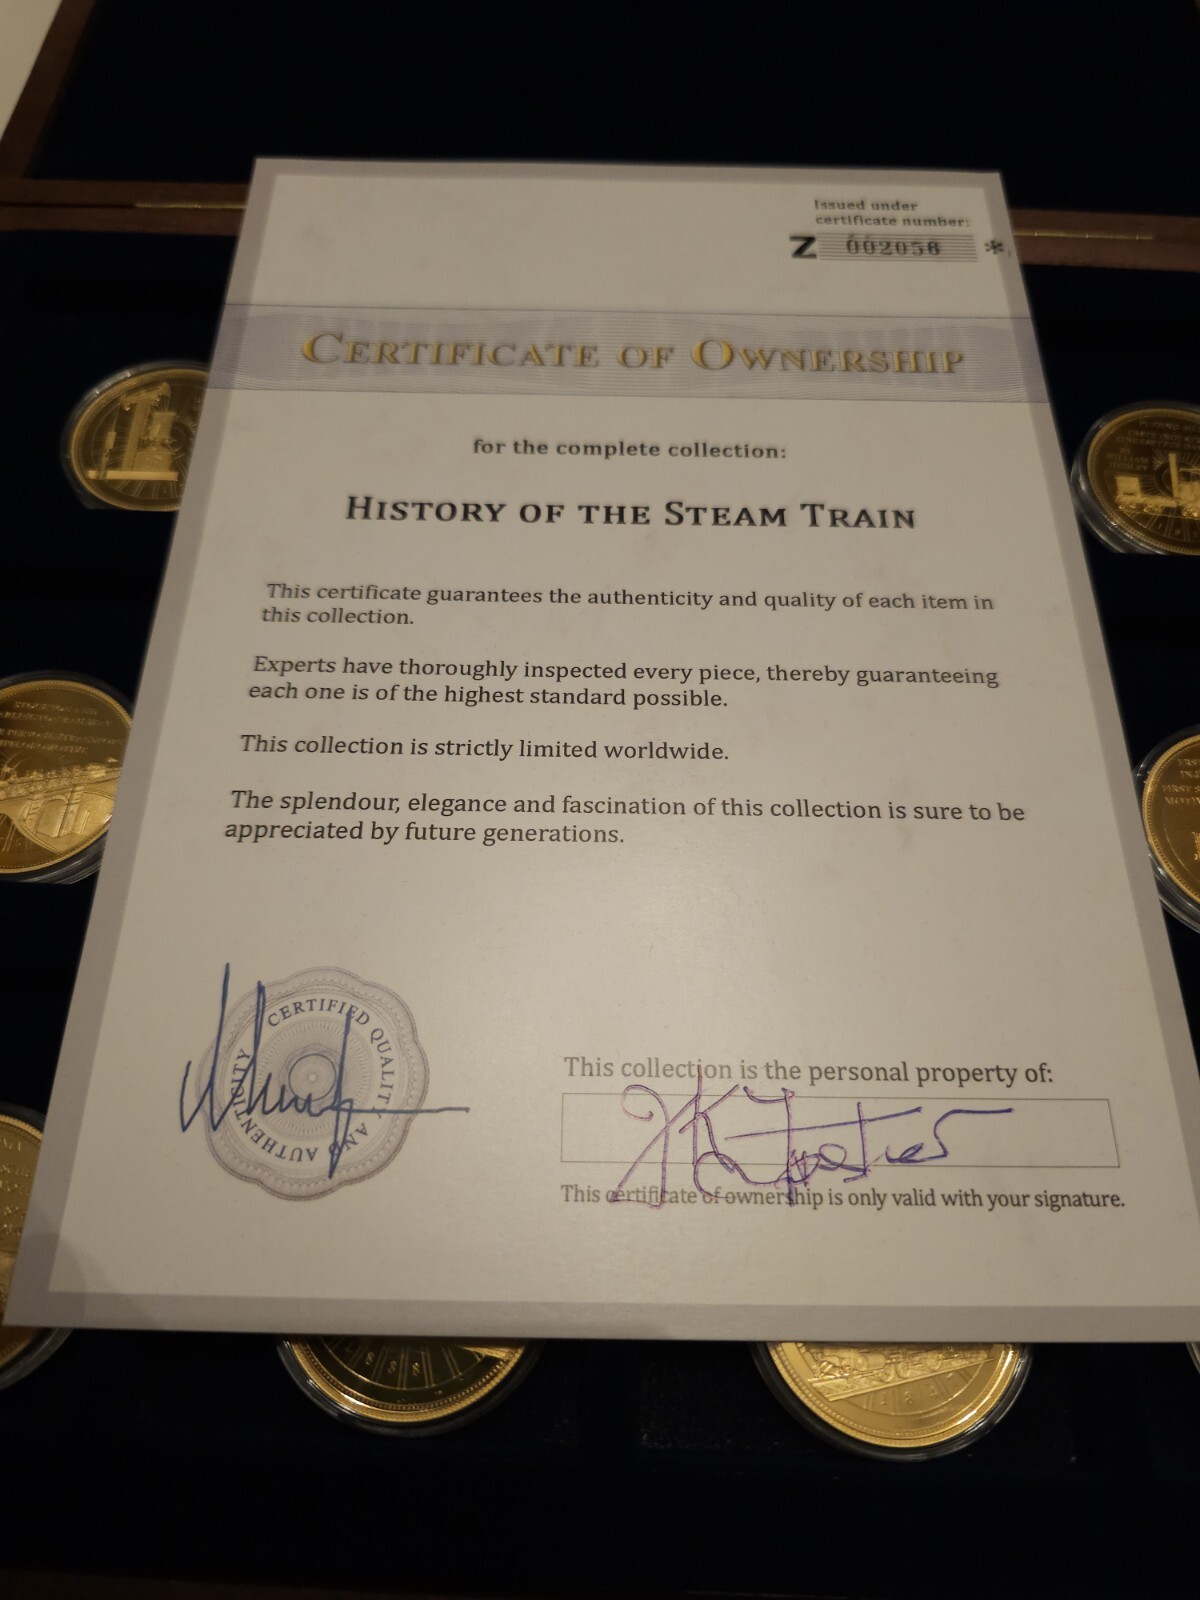 Issued under
certificate number:
Z 002056 *
CERTIFICATE OF OWNERSHIP
for the complete collection:
HISTORY OF THE STEAM TRAIN
This certificate guarantees the authenticity and quality of each item in
this collection.
Experts have thoroughly inspected every piece, thereby guaranteeing
each one is of the highest standard possible.
This collection is strictly limited worldwide.
The splendour, elegance and fascination of this collection is sure to be
appreciated by future generations.
CERTIFIED QUALITY AND AUTHENTICITY
This collection is the personal property of:
This certificate of ownership is only valid with your signature.